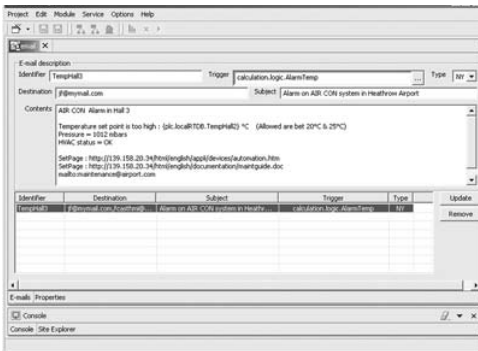 Project Edit Module Service Options Help
E-mail
E-mail description
Identifier TempHall3 Trigger calculation.logic.AlarmTemp ... Type NY
Destination jf@mymail.com Subject Alarm on AIR CON system in Heathrow Airport
Contents AIR CON Alarm in Hall 3
Temperature set point is too high : {plc.localRTDB.TempHall2} °C (Allowed are bet 20°C & 25°C)
Pressure = 1012 mbars
HVAC status = OK
SetPage : http://139.158.20.34/html/english/appli/devices/automation.htm
SetPage : http://139.158.20.34/html/english/documentation/maintguide.doc
mailto:maintenance@airport.com
Identifier Destination Subject Trigger Type Update
TempHall3 Alarm on AIR CON system in Heathr... calculation.logic.AlarmTemp NY
Remove
E-mails Properties
Console
Console Site Explorer